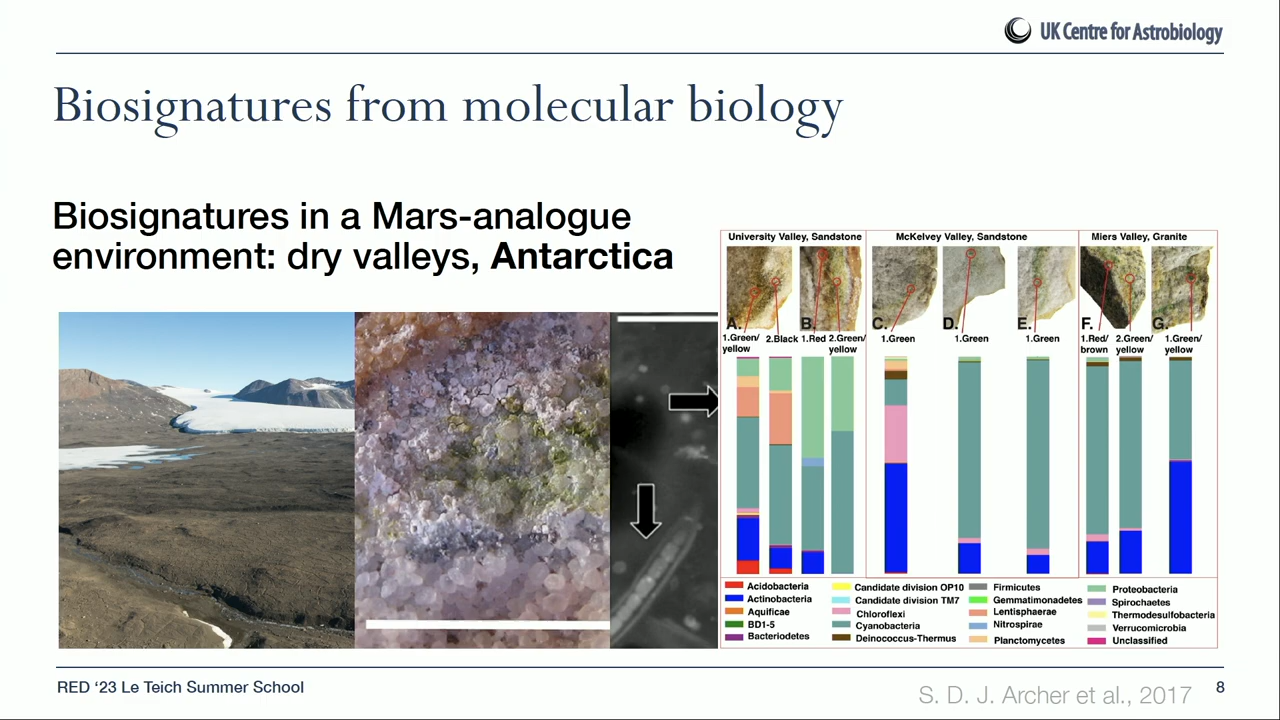 UK Centre for Astrobiology
Biosignatures from molecular biology
Biosignatures in a Mars-analogue
environment: dry valleys, Antarctica
University Valley, Sandstone
McKelvey Valley, Sandstone
Miers Valley, Granite
A.
B.
C.
D.
E.
F.
G.
1.Green/
yellow
2.Black
1.Red
2.Green/
yellow
1.Green
1.Green
1.Green
1.Red/
brown
2.Green/
yellow
1.Green/
yellow
Acidobacteria
Actinobacteria
Aquificae
BD1-5
Bacteriodetes
Candidate division OP10
Candidate division TM7
Chloroflexi
Cyanobacteria
Deinococcus-Thermus
Firmicutes
Gemmatimonadetes
Lentisphaerae
Nitrospirae
Planctomycetes
Proteobacteria
Spirochaetes
Thermodesulfobacteria
Verrucomicrobia
Unclassified
RED ‘23 Le Teich Summer School
S. D. J. Archer et al., 2017
8